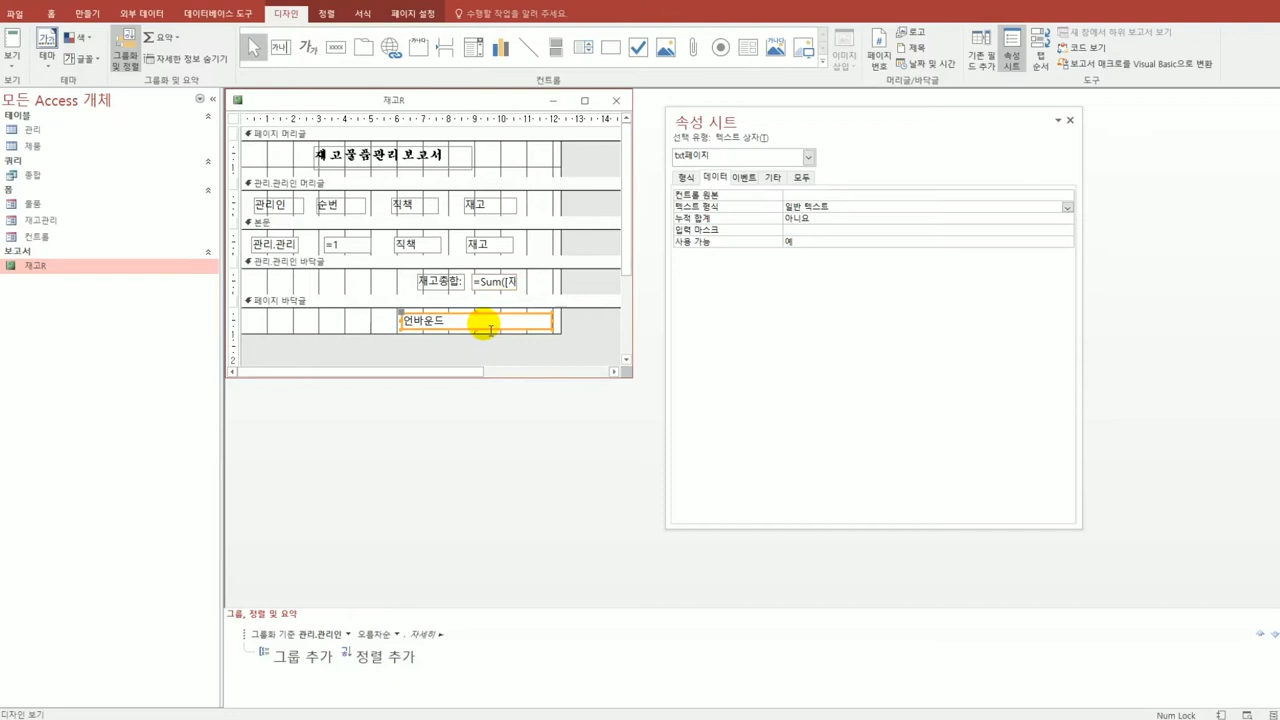 파일 홈 만들기 외부 데이터 데이터베이스 도구 디자인 정렬 서식 페이지 설정 수행할 작업을 알려 주세요.
보기 테마 색 글꼴 그룹화 및 정렬 요약 자세한 정보 숨기기 로고 제목 날짜 및 시간 이미지 삽입 페이지 번호 기존 필드 추가 속성 시트 탭 순서 새 창에서 하위 보고서 보기 코드 보기 보고서 매크로를 Visual Basic으로 변환
보기 테마 그룹화 및 요약 컨트롤 머리글/바닥글 도구
모든 Access 개체
테이블
관리
제품
쿼리
종합
폼
물품
재고관리
컨트롤
보고서
재고R
재고R
1 2 3 4 5 6 7 8 9 10 11 12 13 14
페이지 머리글
재고물품관리보고서
관리.관리인 머리글
관리인 순번 직책 재고
본문
관리.관리 =1 직책 재고
관리.관리인 바닥글
재고종합: =Sum([재
페이지 바닥글
언바운드
속성 시트
선택 유형: 텍스트 상자(T)
txt페이지
형식 데이터 이벤트 기타 모두
컨트롤 원본
텍스트 형식 일반 텍스트
누적 합계 아니요
입력 마스크
사용 가능 예
그룹, 정렬 및 요약
그룹화 기준 관리.관리인 오름차순 , 자세히
그룹 추가 정렬 추가
디자인 보기 Num Lock